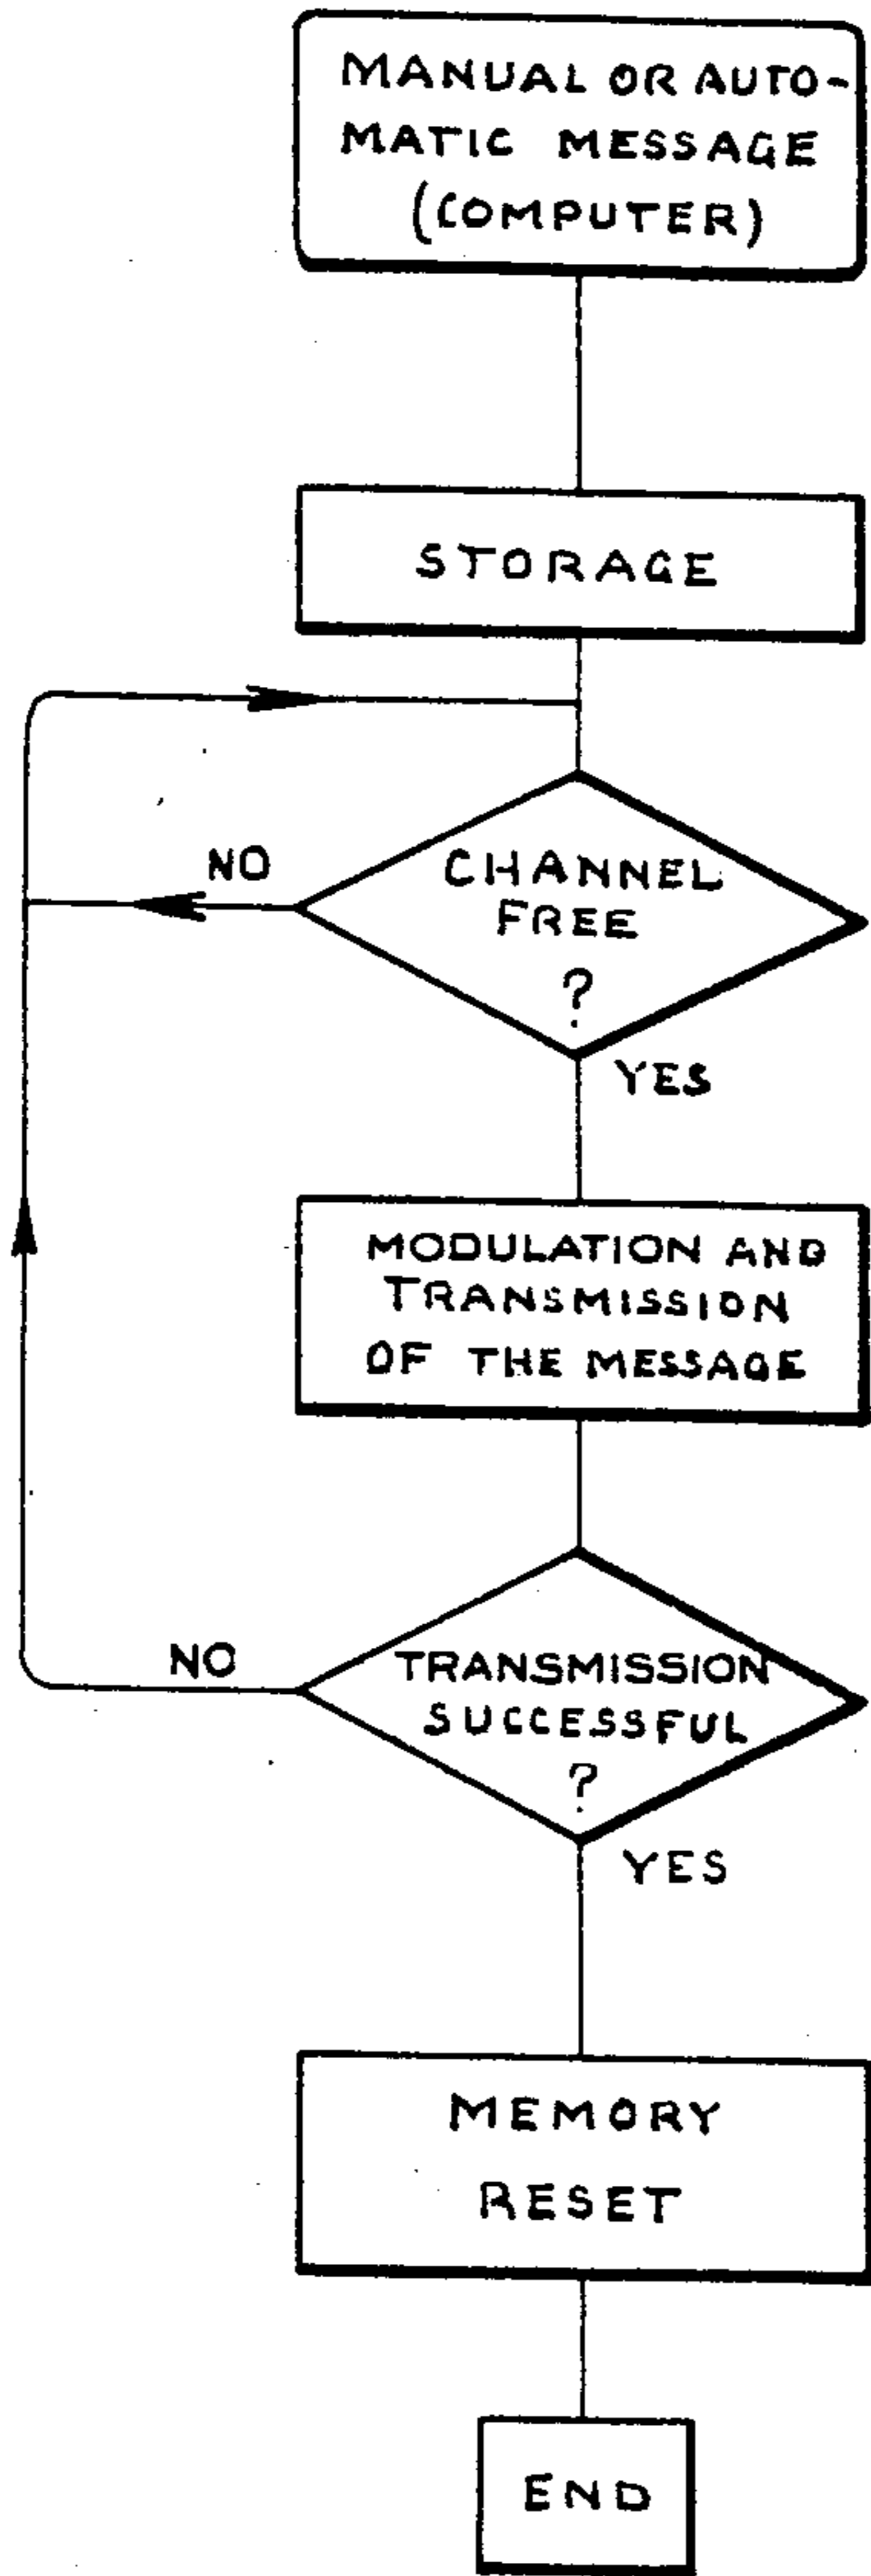 MANUAL OR AUTO-
MATIC MESSAGE
(COMPUTER)
STORAGE
NO
CHANNEL
FREE
?
YES
MODULATION AND
TRANSMISSION
OF THE MESSAGE
NO
TRANSMISSION
SUCCESSFUL
?
YES
MEMORY
RESET
END